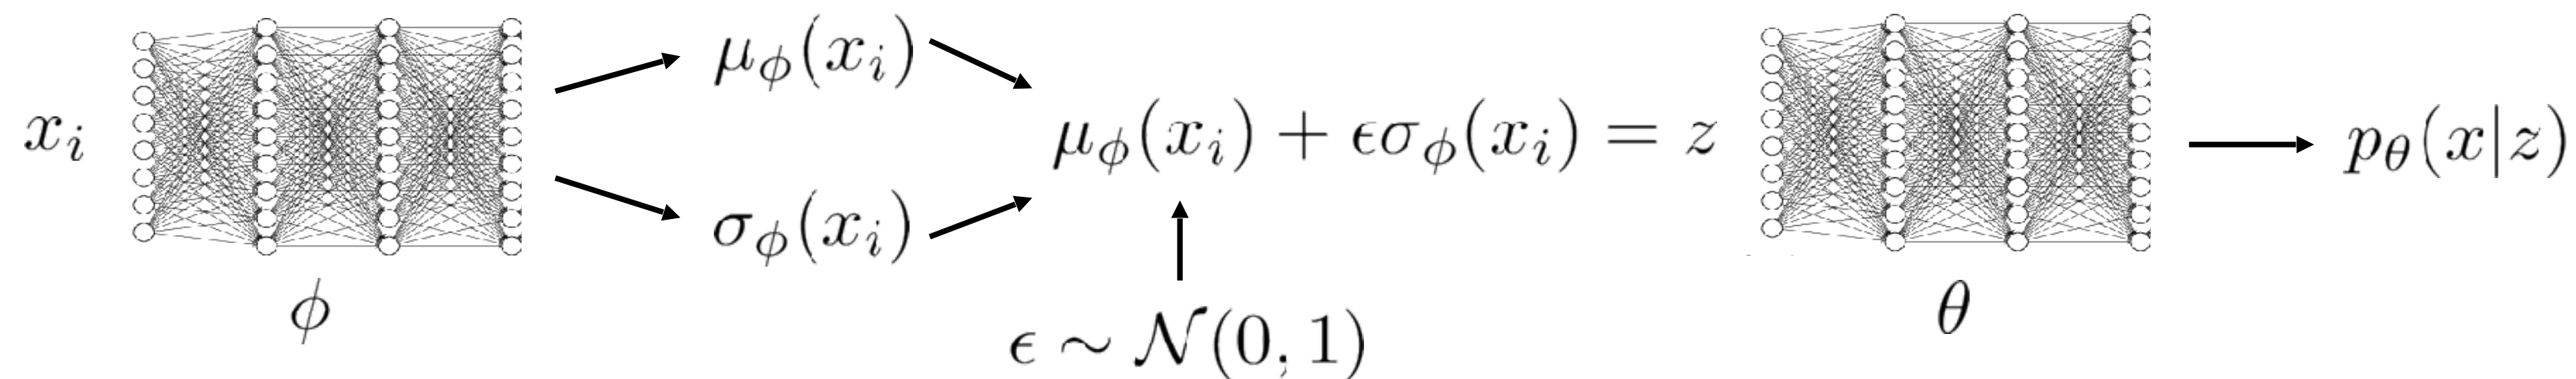 x_i
ϕ
μ_ϕ(x_i)
σ_ϕ(x_i)
μ_ϕ(x_i) + ϵσ_ϕ(x_i) = z
ϵ ∼ 𝒩(0, 1)
θ
p_θ(x|z)